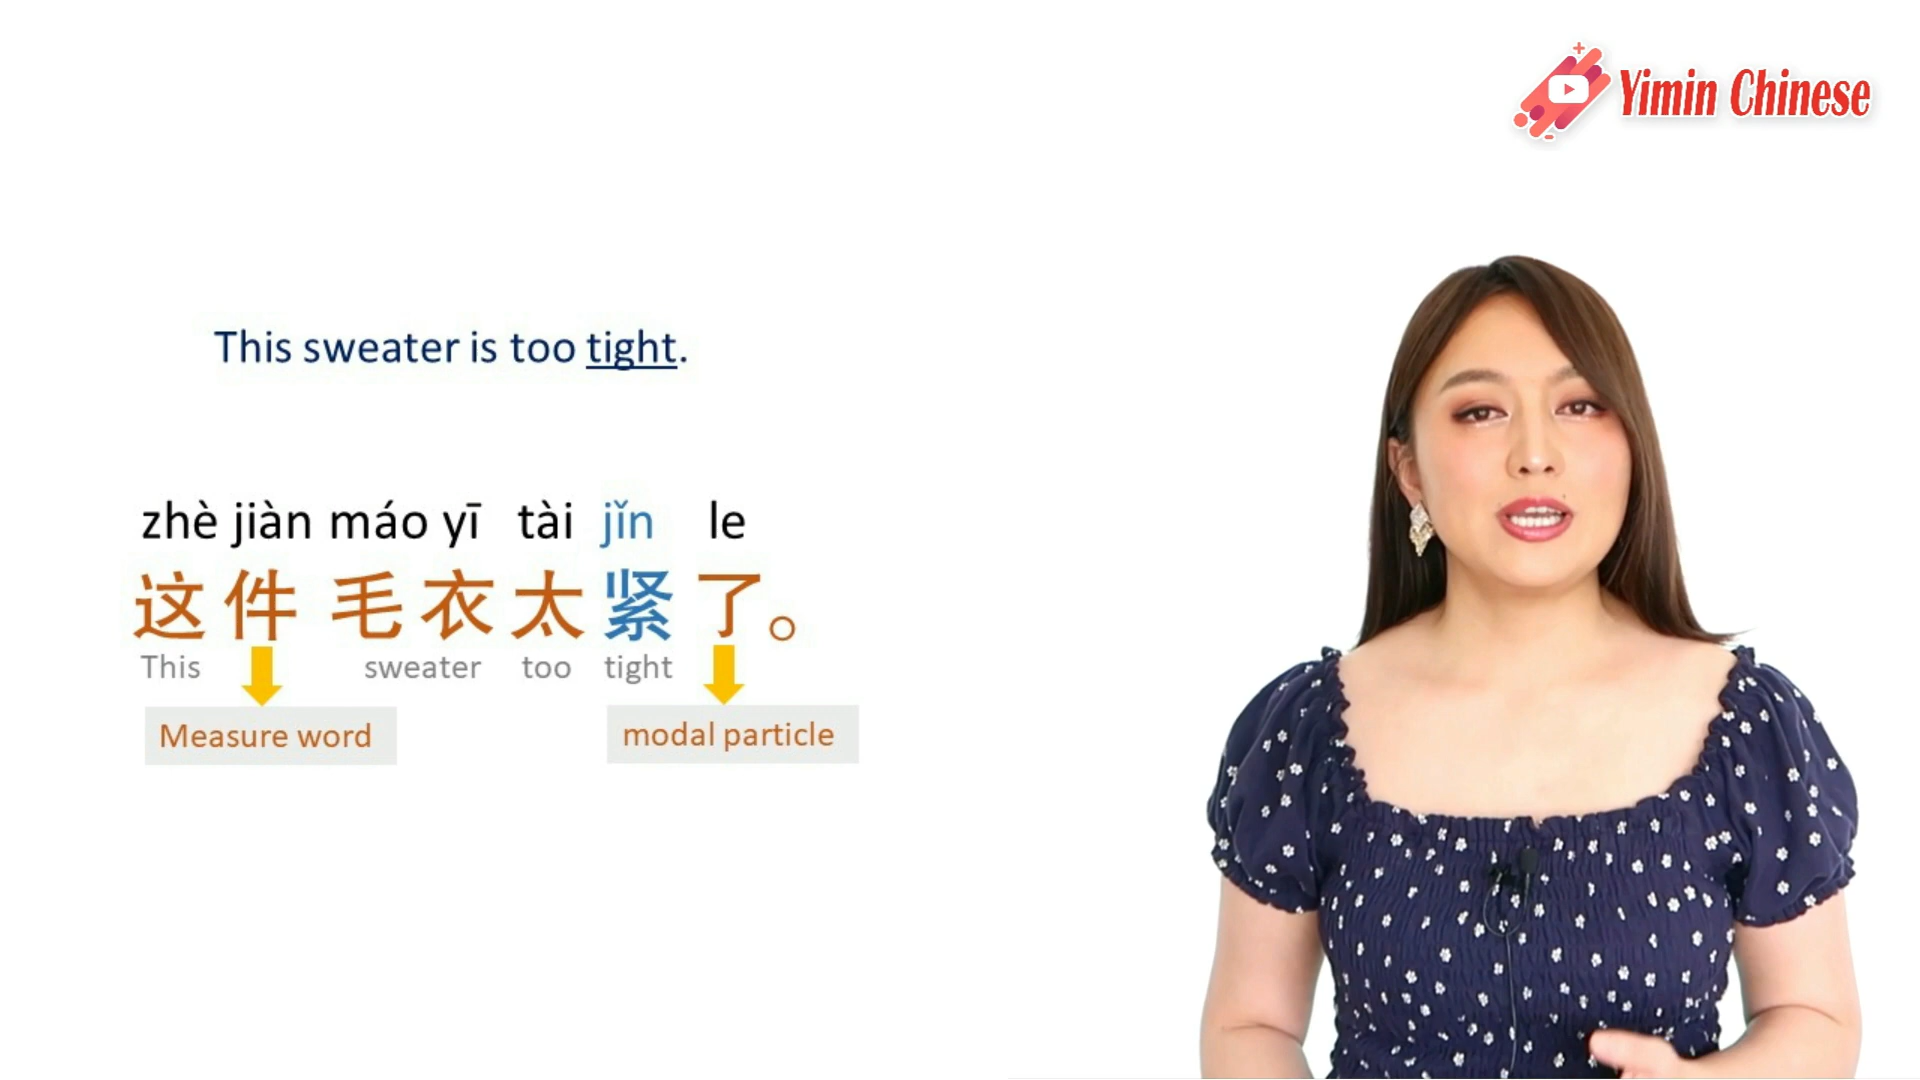 Yimin Chinese
This sweater is too tight.
zhè jiàn máo yī tài jǐn le
这件毛衣太紧了。
This sweater too tight
Measure word modal particle